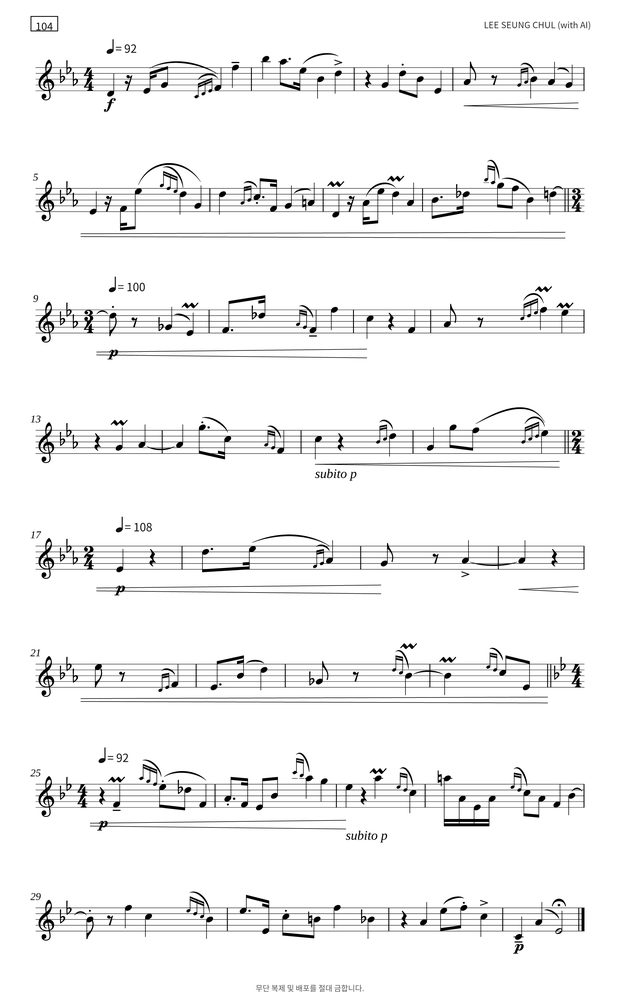 104
LEE SEUNG CHUL (with AI)
= 92
f
5
9
= 100
p
13
subito p
17
= 108
p
21
25
= 92
p
subito p
29
p
무단 복제 및 배포를 절대 금합니다.